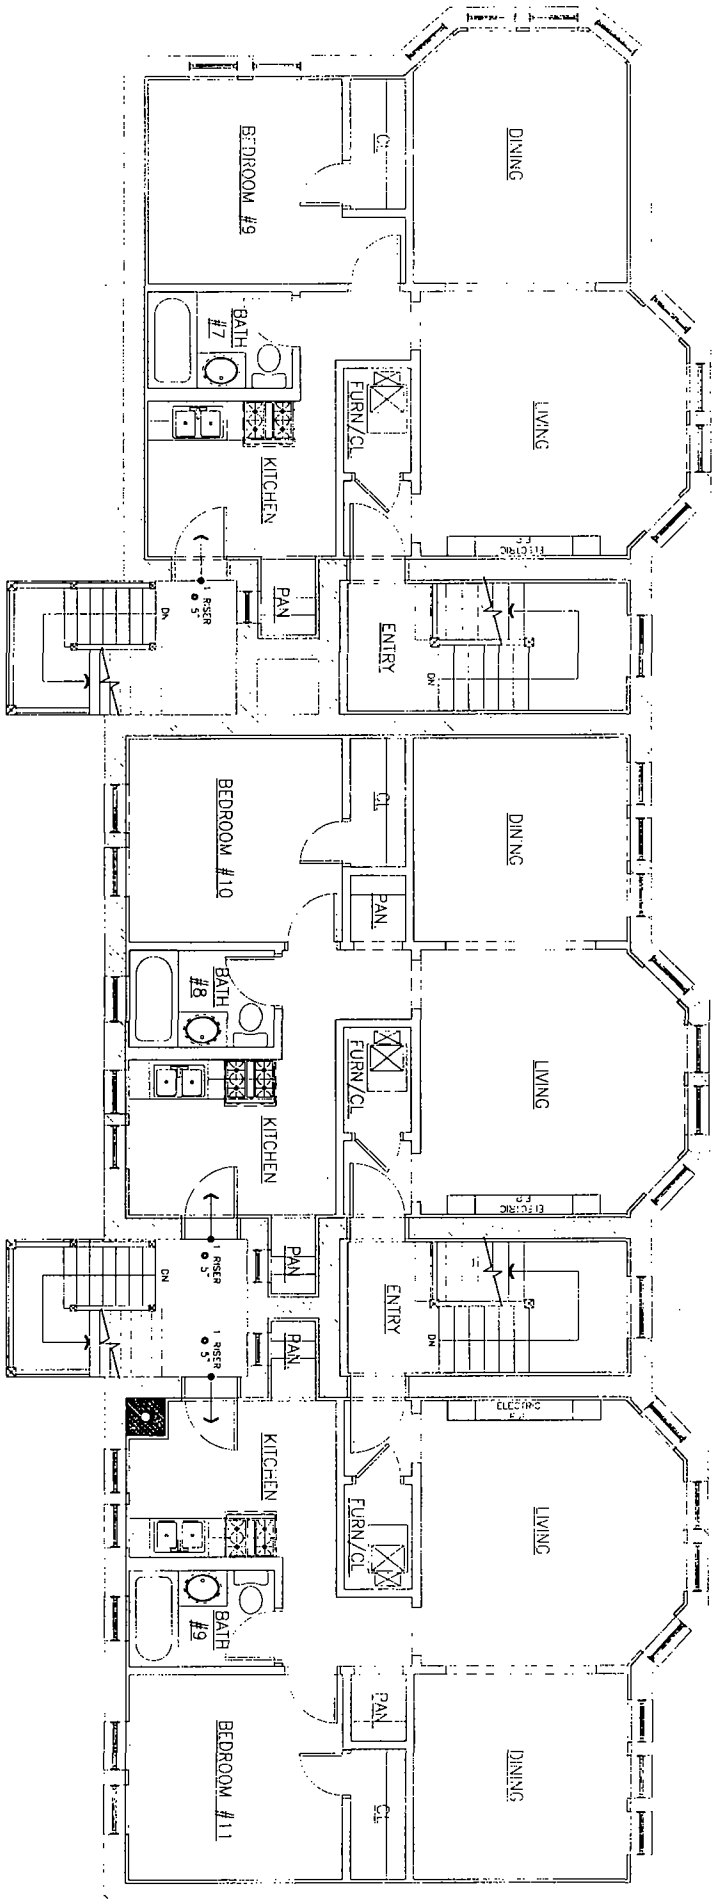 DINING
CL
BEDROOM #9
BATH
#7
FURN/CL
LIVING
KITCHEN
ELECTRIC
F.P.
PAN
1 RISER
@ 5"
DN
ENTRY
DN
DINING
CL
BEDROOM #10
PAN
BATH
#8
FURN/CL
LIVING
KITCHEN
ELECTRIC
F.P.
PAN
1 RISER
@ 5"
DN
ENTRY
DN
PAN
1 RISER
@ 5"
ELECTRIC
F.P.
KITCHEN
FURN/CL
LIVING
BATH
#9
PAN
BEDROOM #11
CL
DINING